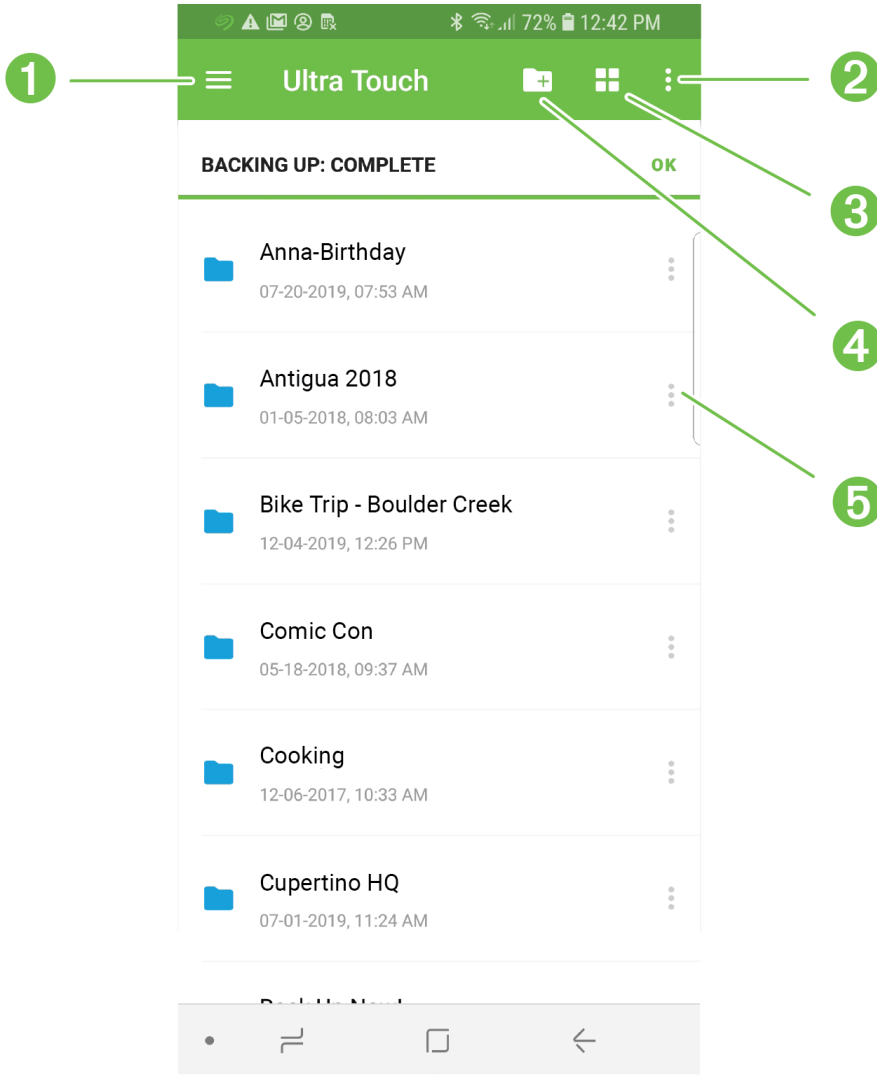 72% 12:42 PM
1
Ultra Touch
2
BACKING UP: COMPLETE
OK
3
Anna-Birthday
07-20-2019, 07:53 AM
4
Antigua 2018
01-05-2018, 08:03 AM
5
Bike Trip - Boulder Creek
12-04-2019, 12:26 PM
Comic Con
05-18-2018, 09:37 AM
Cooking
12-06-2017, 10:33 AM
Cupertino HQ
07-01-2019, 11:24 AM